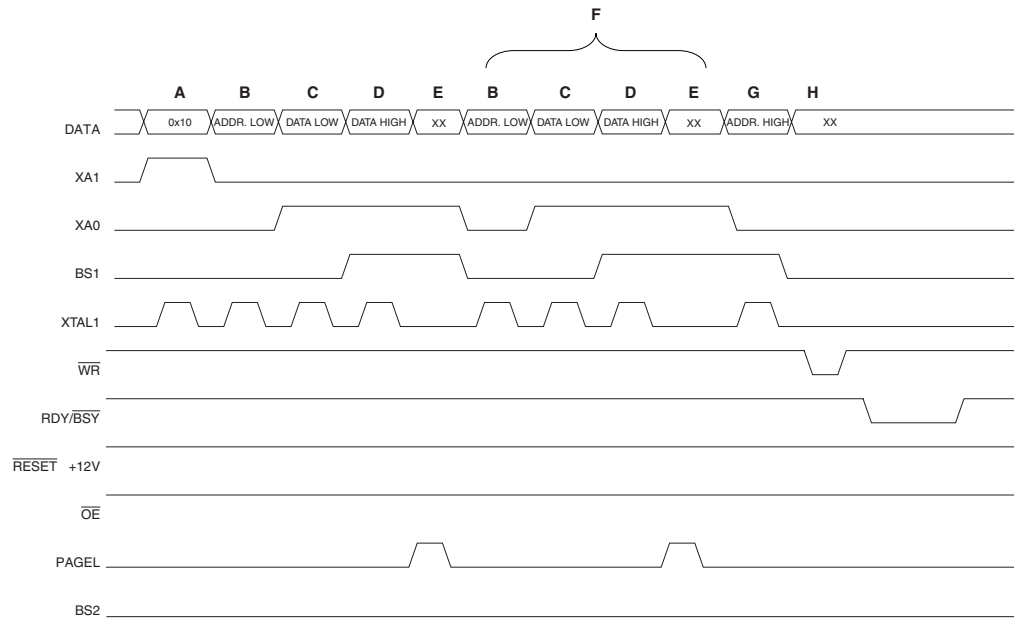 F
A B C D E B C D E G H
DATA 0x10 ADDR. LOW DATA LOW DATA HIGH XX ADDR. LOW DATA LOW DATA HIGH XX ADDR. HIGH XX
XA1
XA0
BS1
XTAL1
WR
RDY/BSY
RESET +12V
OE
PAGEL
BS2